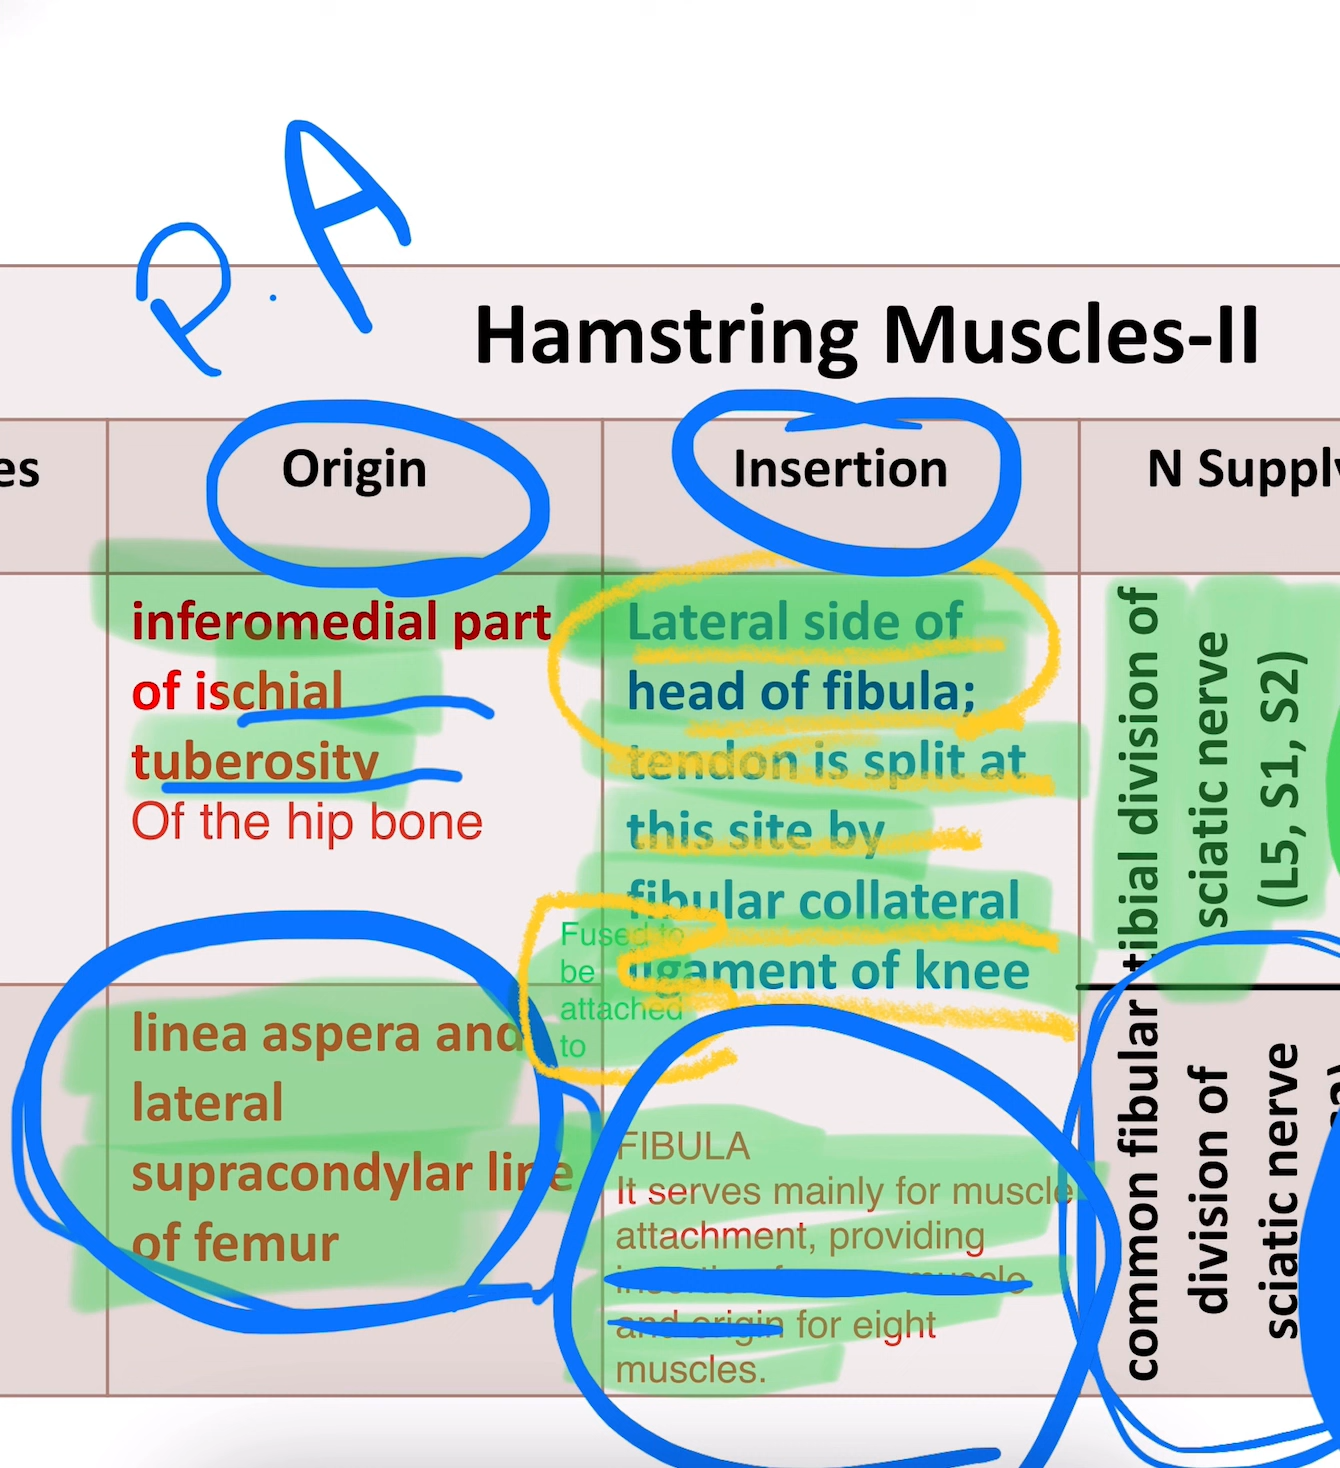 P. A
Hamstring Muscles-II
es
Origin
Insertion
N Supply
inferomedial part
of ischial
tuberosity
Of the hip bone
Lateral side of
head of fibula;
tendon is split at
this site by
fibular collateral
ligament of knee
Fused to
be
attached
to
tibial division of
sciatic nerve
(L5, S1, S2)
linea aspera and
lateral
supracondylar line
of femur
FIBULA
It serves mainly for muscle
attachment, providing
muscle
and origin for eight
muscles.
common fibular
division of
sciatic nerve